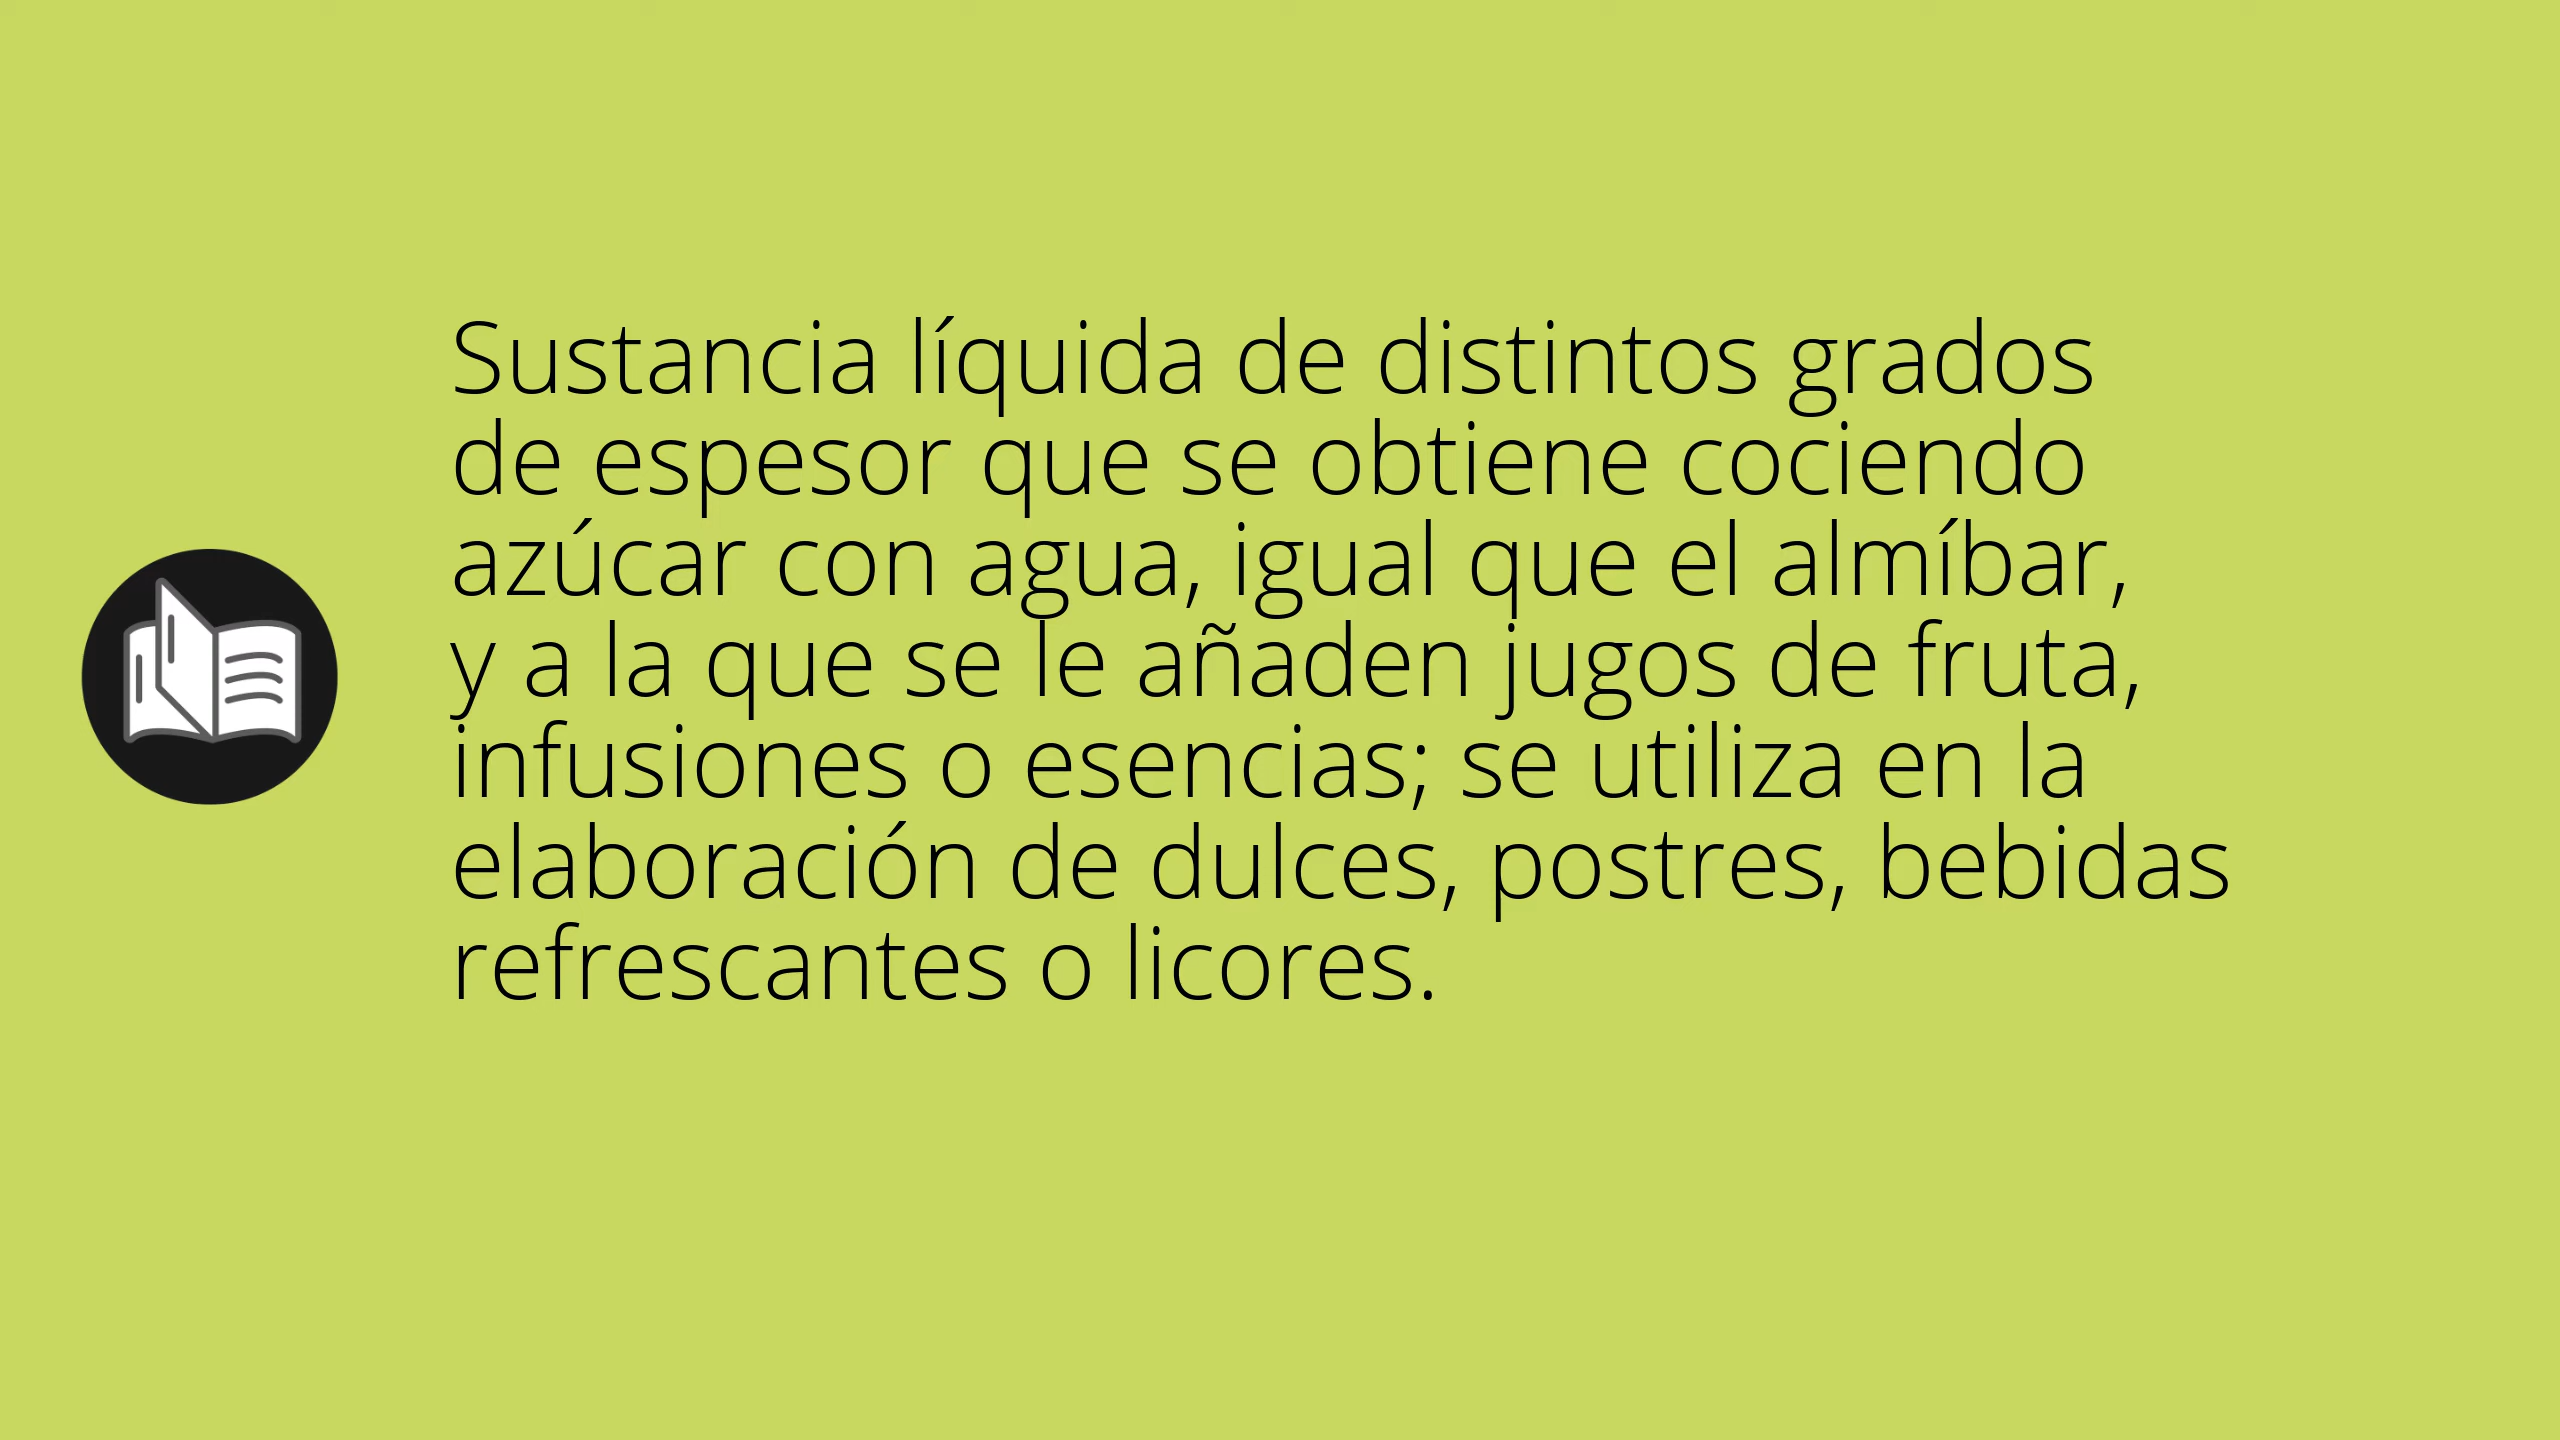 Sustancia líquida de distintos grados
de espesor que se obtiene cociendo
azúcar con agua, igual que el almíbar,
y a la que se le añaden jugos de fruta,
infusiones o esencias; se utiliza en la
elaboración de dulces, postres, bebidas
refrescantes o licores.